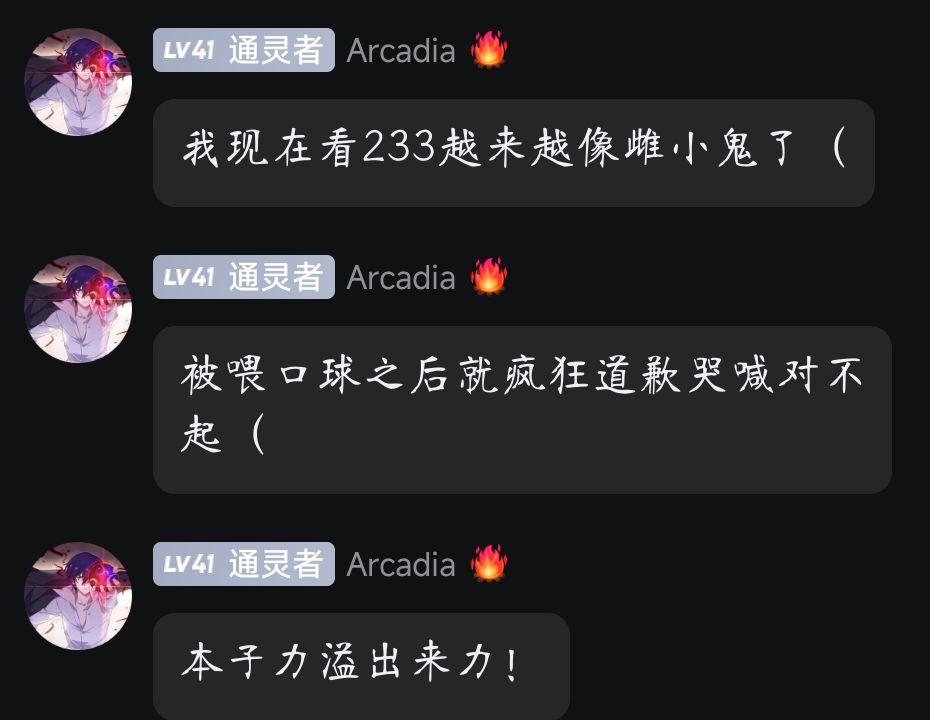 LV41 通灵者 Arcadia 🔥
我现在看233越来越像雌小鬼了（
LV41 通灵者 Arcadia 🔥
被喂口球之后就疯狂道歉哭喊对不
起（
LV41 通灵者 Arcadia 🔥
本子力溢出来力！